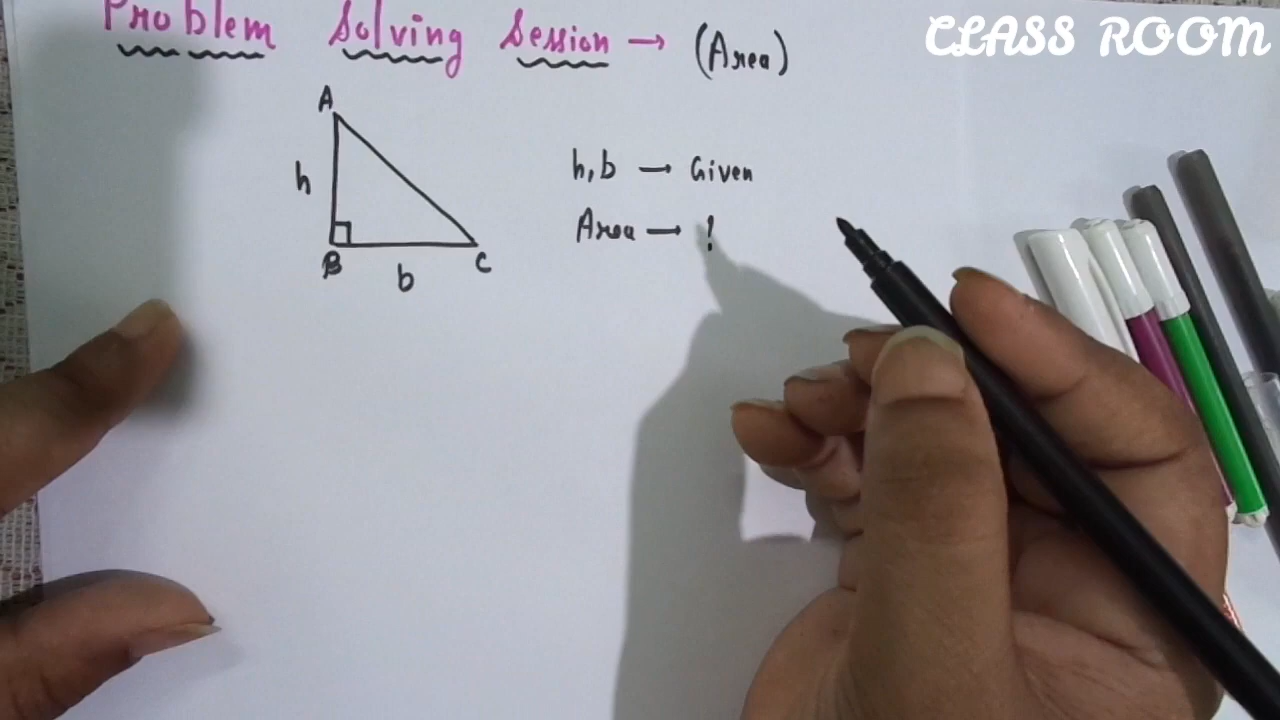 Problem Solving Session → (Area)
CLASS ROOM
A
h
B
b
C
h,b → Given
Area → !